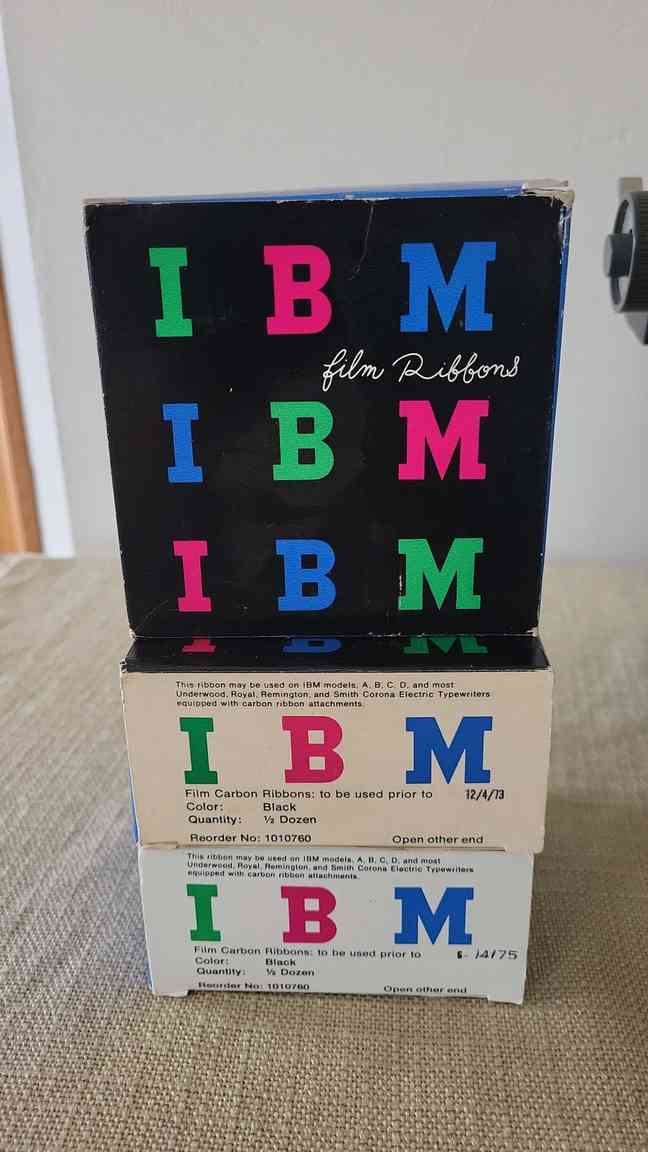 I B M
film Ribbons
I B M
I B M
This ribbon may be used on IBM models, A, B, C, D, and most
Underwood, Royal, Remington, and Smith Corona Electric Typewriters
equipped with carbon ribbon attachments.
I B M
Film Carbon Ribbons: to be used prior to 12/4/73
Color: Black
Quantity: ½ Dozen
Reorder No: 1010760 Open other end
This ribbon may be used on IBM models, A, B, C, D, and most
Underwood, Royal, Remington, and Smith Corona Electric Typewriters
equipped with carbon ribbon attachments.
I B M
Film Carbon Ribbons: to be used prior to
Color: Black
Quantity: ½ Dozen
Reorder No: 1010760 Open other end